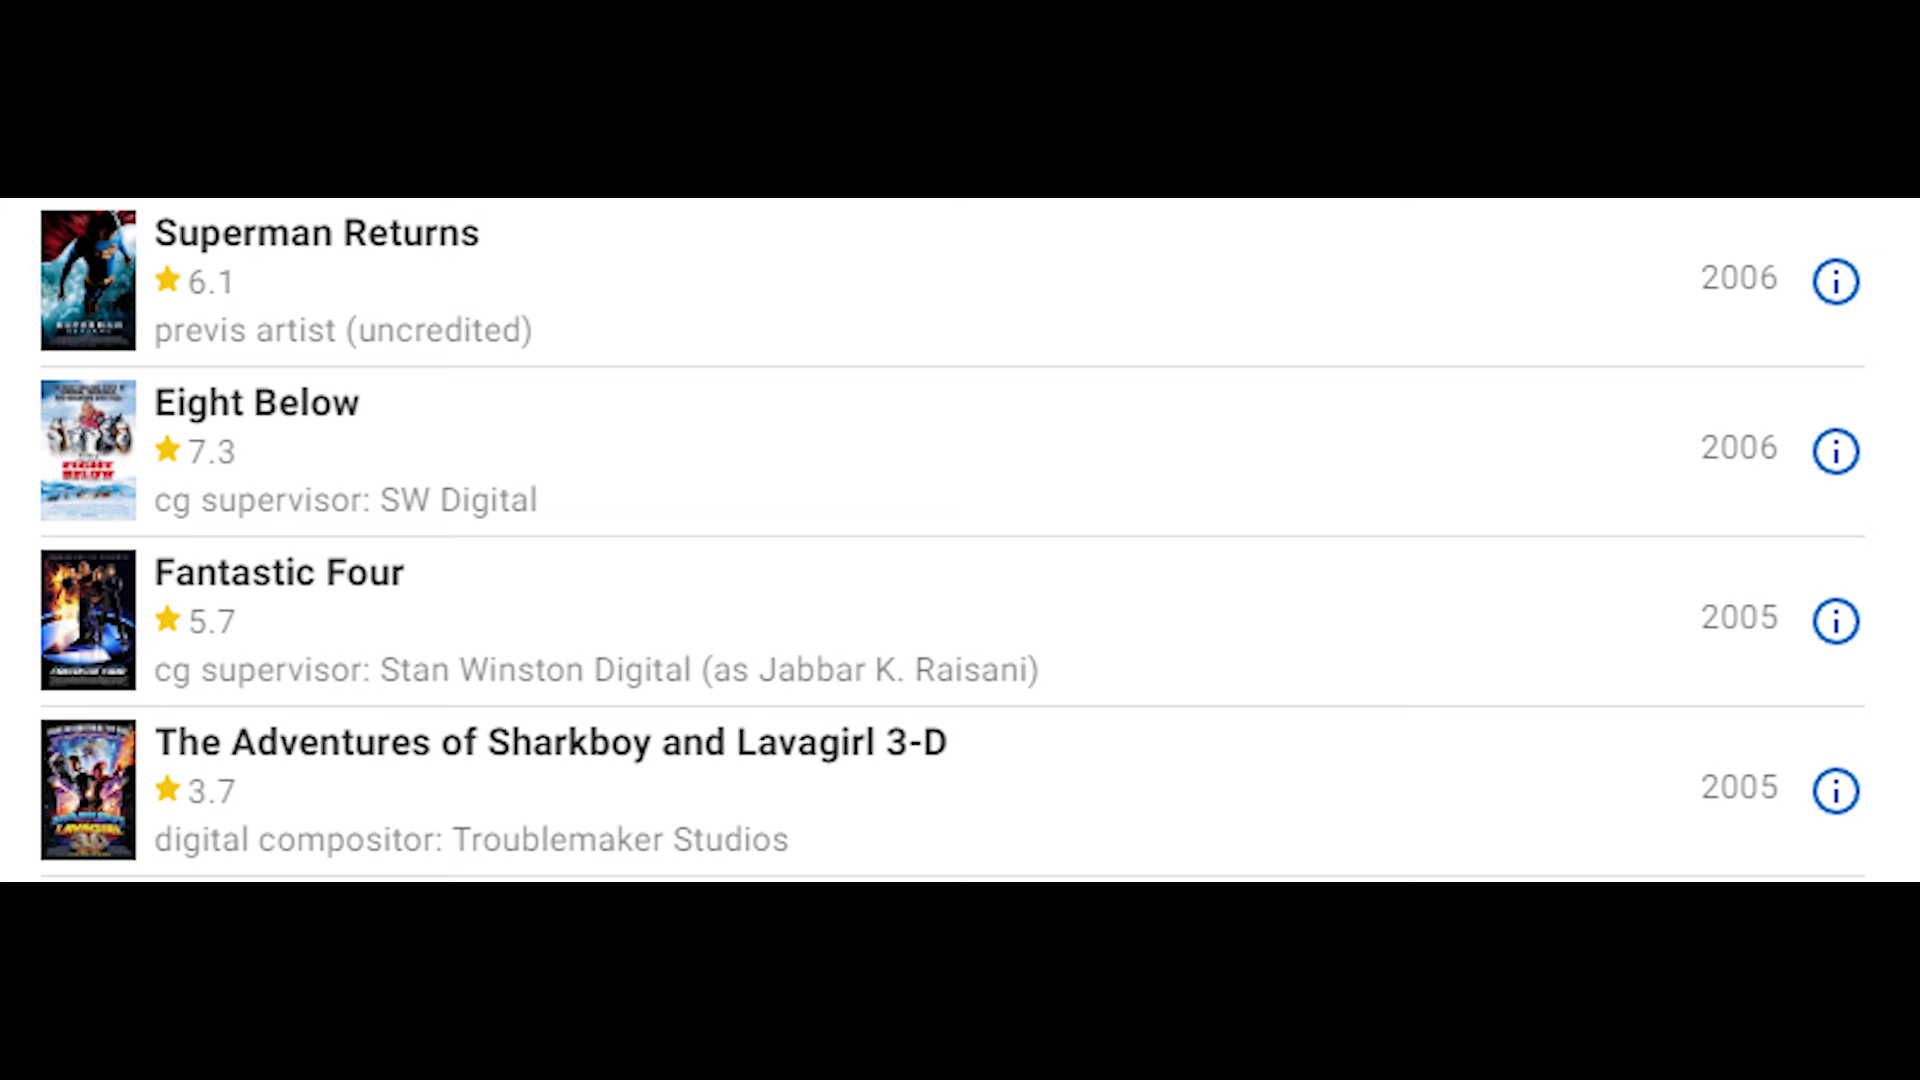 Superman Returns
6.1
previs artist (uncredited)
2006
Eight Below
7.3
cg supervisor: SW Digital
2006
Fantastic Four
5.7
cg supervisor: Stan Winston Digital (as Jabbar K. Raisani)
2005
The Adventures of Sharkboy and Lavagirl 3-D
3.7
digital compositor: Troublemaker Studios
2005